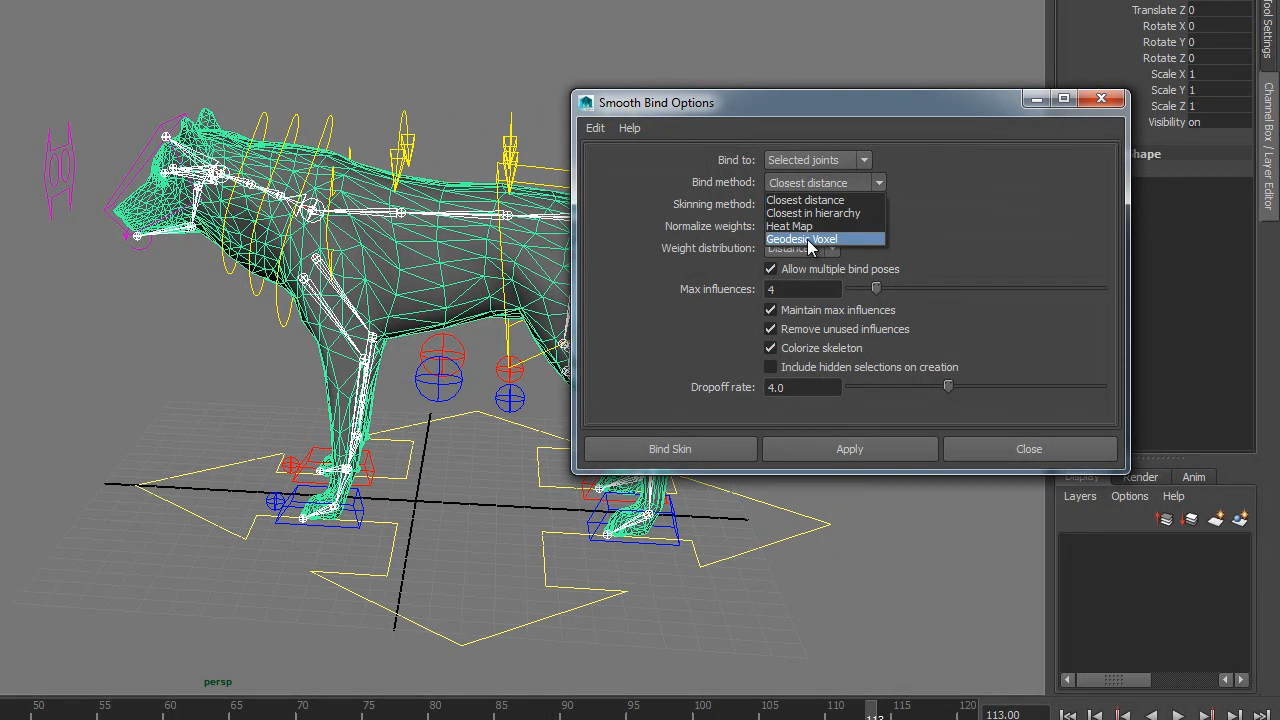 Translate Z 0
Rotate X 0
Rotate Y 0
Rotate Z 0
Scale X 1
Scale Y 1
Scale Z 1
Visibility on
hape
Tool Settings
Channel Box / Layer Editor
Smooth Bind Options
Edit Help
Bind to: Selected joints
Bind method: Closest distance
Closest distance
Closest in hierarchy
Heat Map
Geodesic Voxel
Skinning method:
Normalize weights:
Weight distribution: Distance
Allow multiple bind poses
Max influences: 4
Maintain max influences
Remove unused influences
Colorize skeleton
Include hidden selections on creation
Dropoff rate: 4.0
Bind Skin Apply Close
Display Render Anim
Layers Options Help
persp
50 55 60 65 70 75 80 85 90 95 100 105 110 115 120
113
113.00